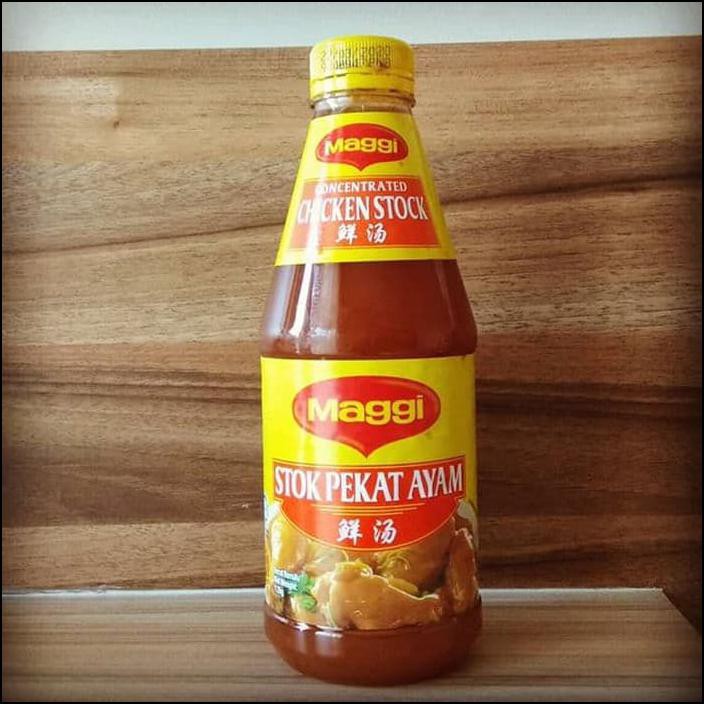 Maggi
CONCENTRATED
CHICKEN STOCK
鲜汤
Maggi
STOK PEKAT AYAM
鲜汤